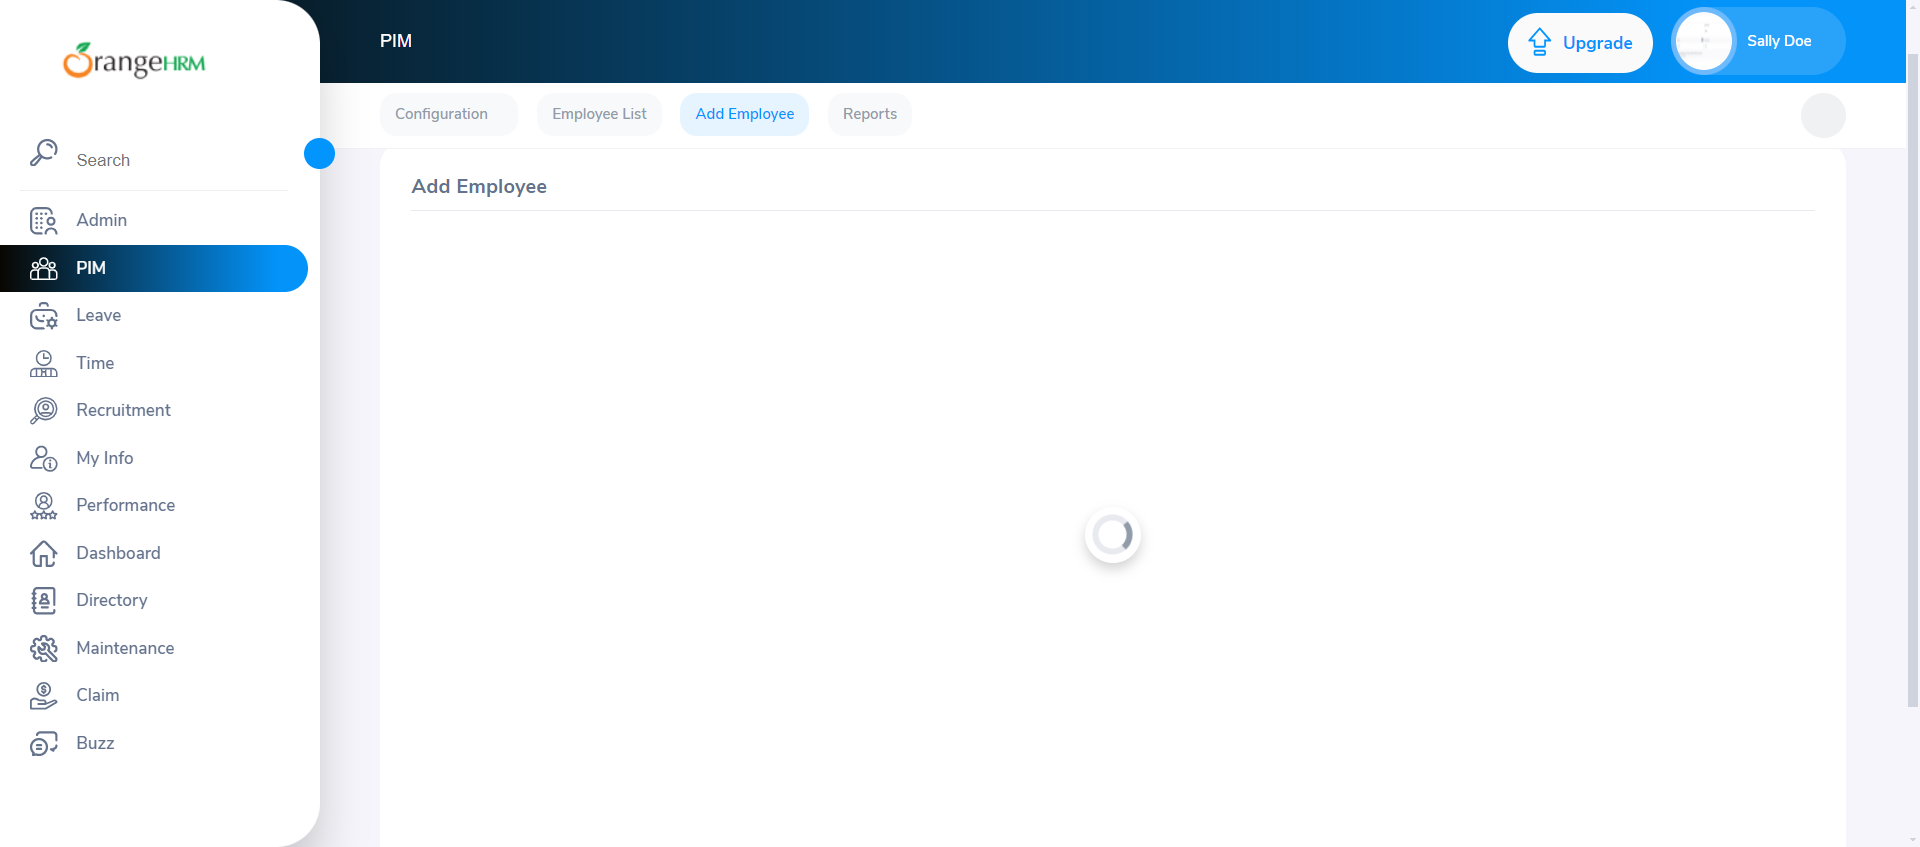 OrangeHRM
Search
Admin
PIM
Leave
Time
Recruitment
My Info
Performance
Dashboard
Directory
Maintenance
Claim
Buzz
PIM
Upgrade
Sally Doe
Configuration
Employee List
Add Employee
Reports
Add Employee